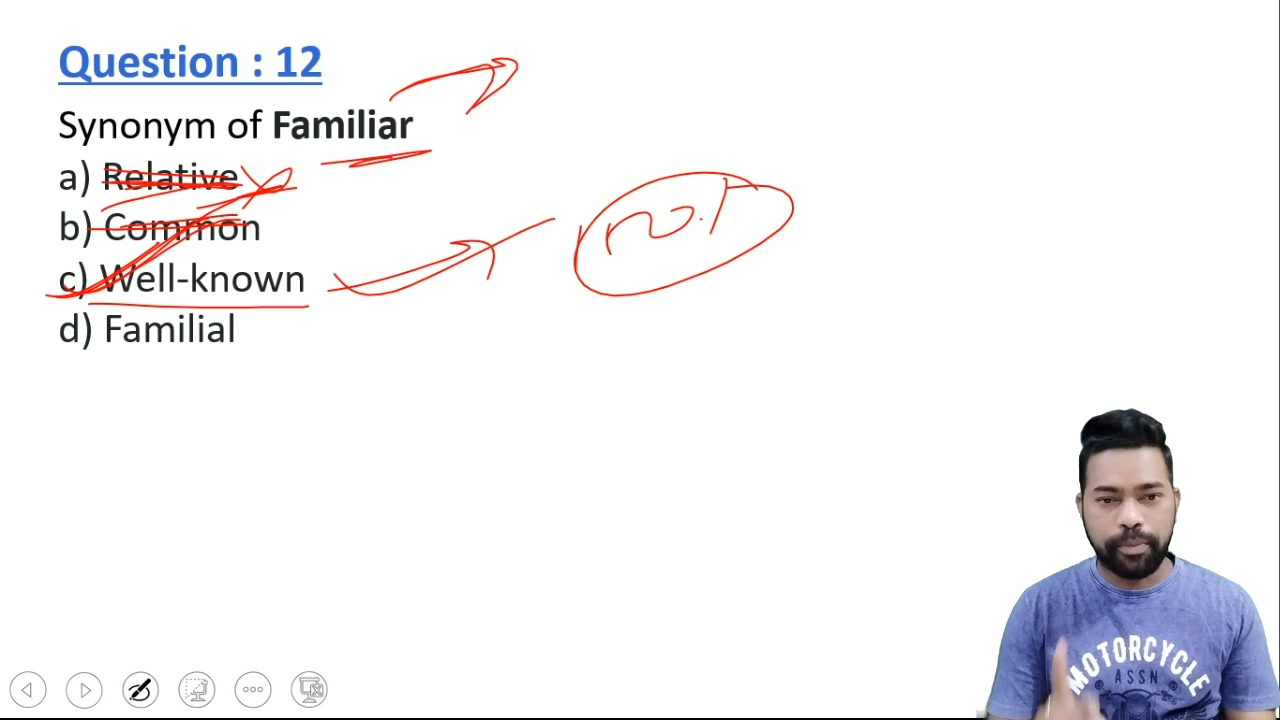 Question : 12
Synonym of Familiar
a) Relative
b) Common
c) Well-known
d) Familial
MOTORCYCLE
ASSN